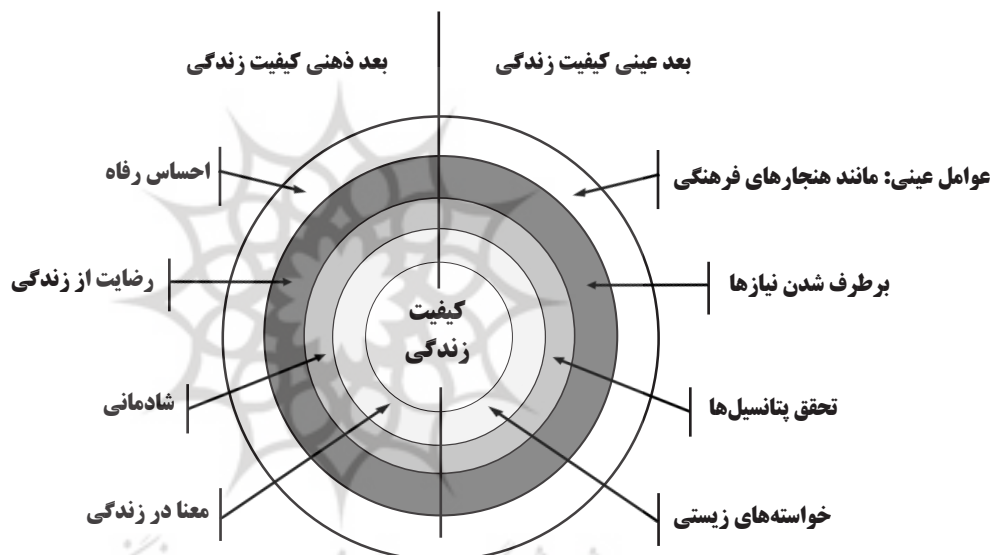 بعد عینی کیفیت زندگی
بعد ذهنی کیفیت زندگی
عوامل عینی: مانند هنجارهای فرهنگی
احساس رفاه
برطرف شدن نیازها
رضایت از زندگی
کیفیت
زندگی
تحقق پتانسیل‌ها
شادمانی
خواسته‌های زیستی
معنا در زندگی